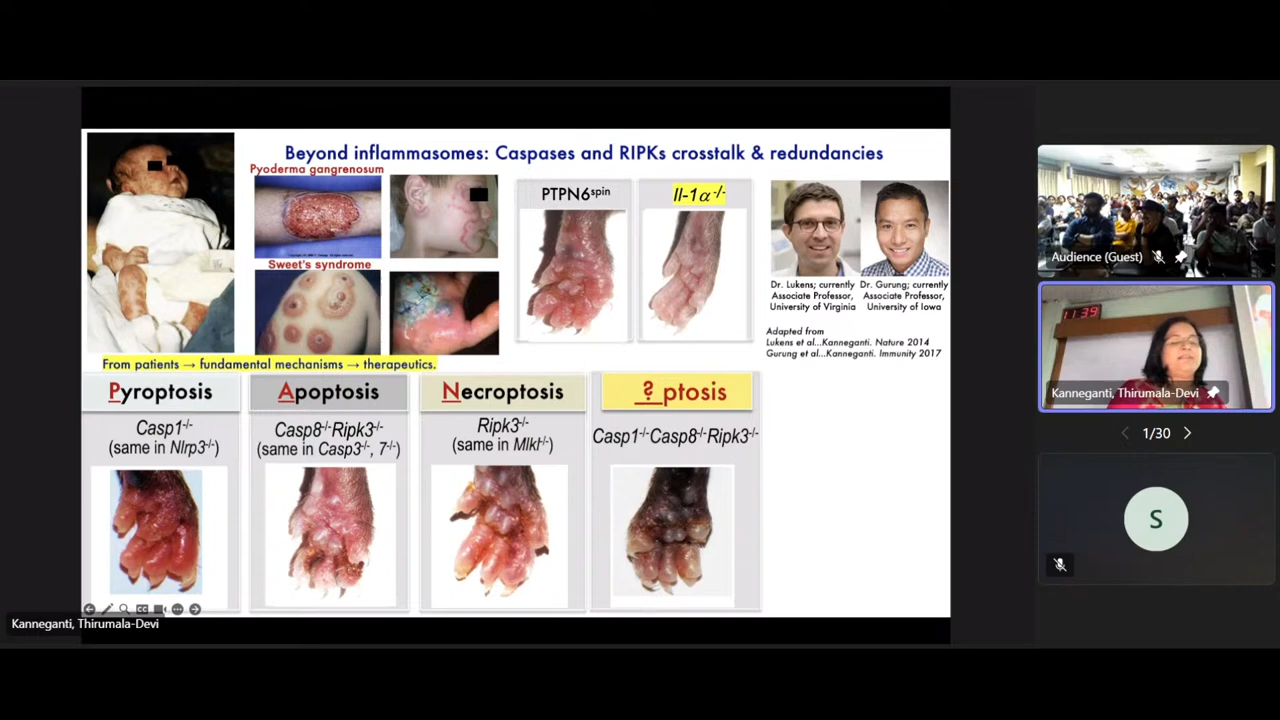 Beyond inflammasomes: Caspases and RIPKs crosstalk & redundancies
Pyoderma gangrenosum
Sweet's syndrome
From patients → fundamental mechanisms → therapeutics.
PTPN6spin
Il-1α-/-
Dr. Lukens; currently
Associate Professor,
University of Virginia
Dr. Gurung; currently
Associate Professor,
University of Iowa
Adapted from
Lukens et al...Kanneganti. Nature 2014
Gurung et al...Kanneganti. Immunity 2017
Pyroptosis
Casp1-/-
(same in Nlrp3-/-)
Apoptosis
Casp8-/-Ripk3-/-
(same in Casp3-/-, 7-/-)
Necroptosis
Ripk3-/-
(same in Mlkl-/-)
? ptosis
Casp1-/-Casp8-/-Ripk3-/-
Kanneganti, Thirumala-Devi
Audience (Guest)
11:39
Kanneganti, Thirumala-Devi
1/30
S